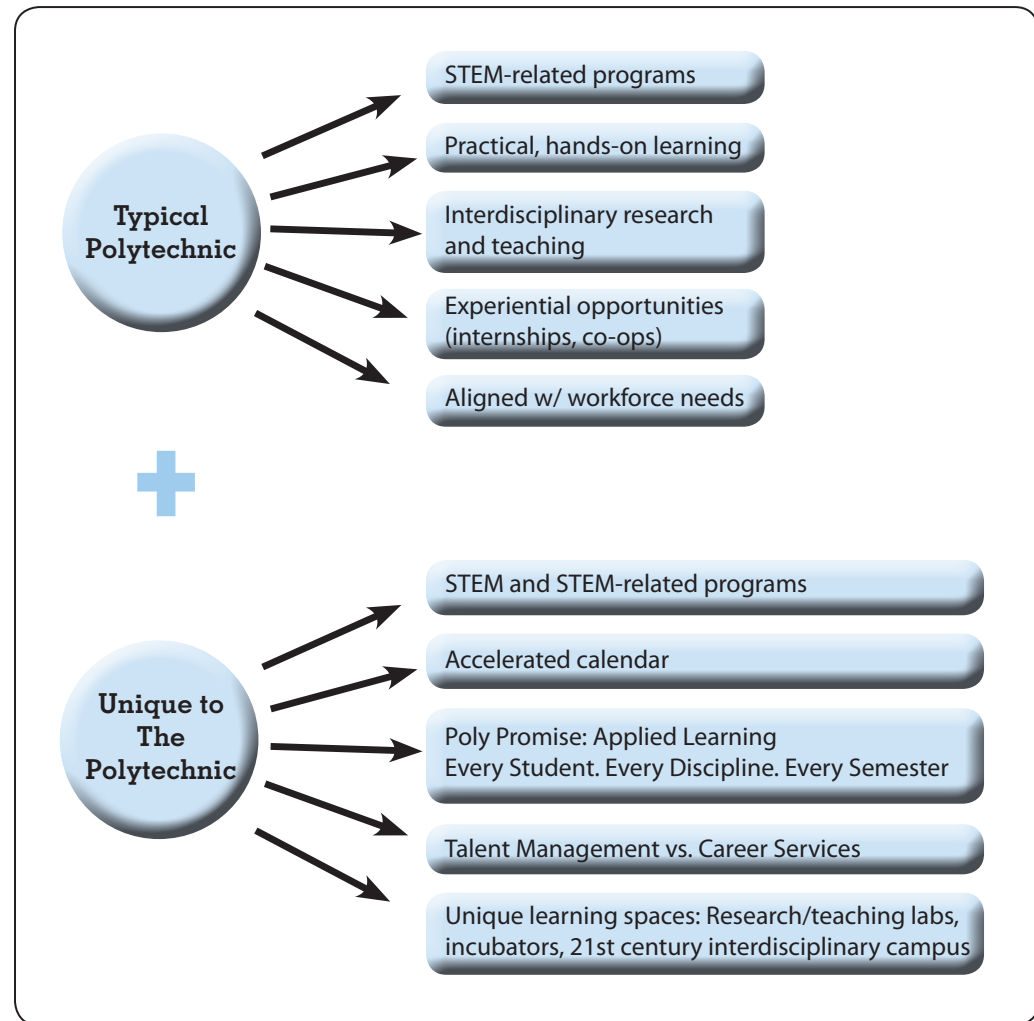 Typical
Polytechnic
STEM-related programs
Practical, hands-on learning
Interdisciplinary research
and teaching
Experiential opportunities
(internships, co-ops)
Aligned w/ workforce needs
Unique to
The
Polytechnic
STEM and STEM-related programs
Accelerated calendar
Poly Promise: Applied Learning
Every Student. Every Discipline. Every Semester
Talent Management vs. Career Services
Unique learning spaces: Research/teaching labs,
incubators, 21st century interdisciplinary campus